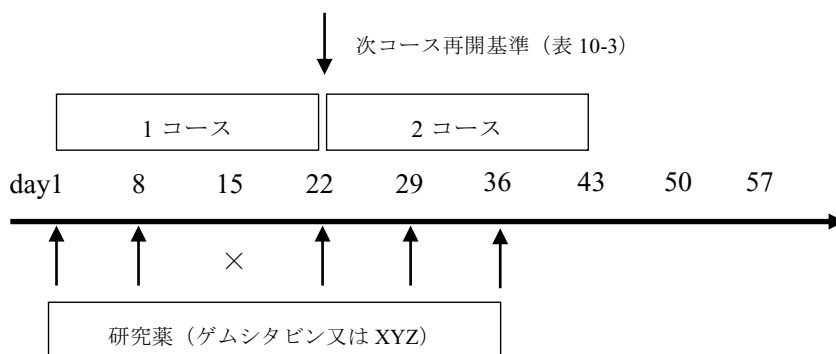 次コース再開基準（表 10-3）
1 コース 2 コース
day1 8 15 22 29 36 43 50 57
×
研究薬（ゲムシタビン又は XYZ）